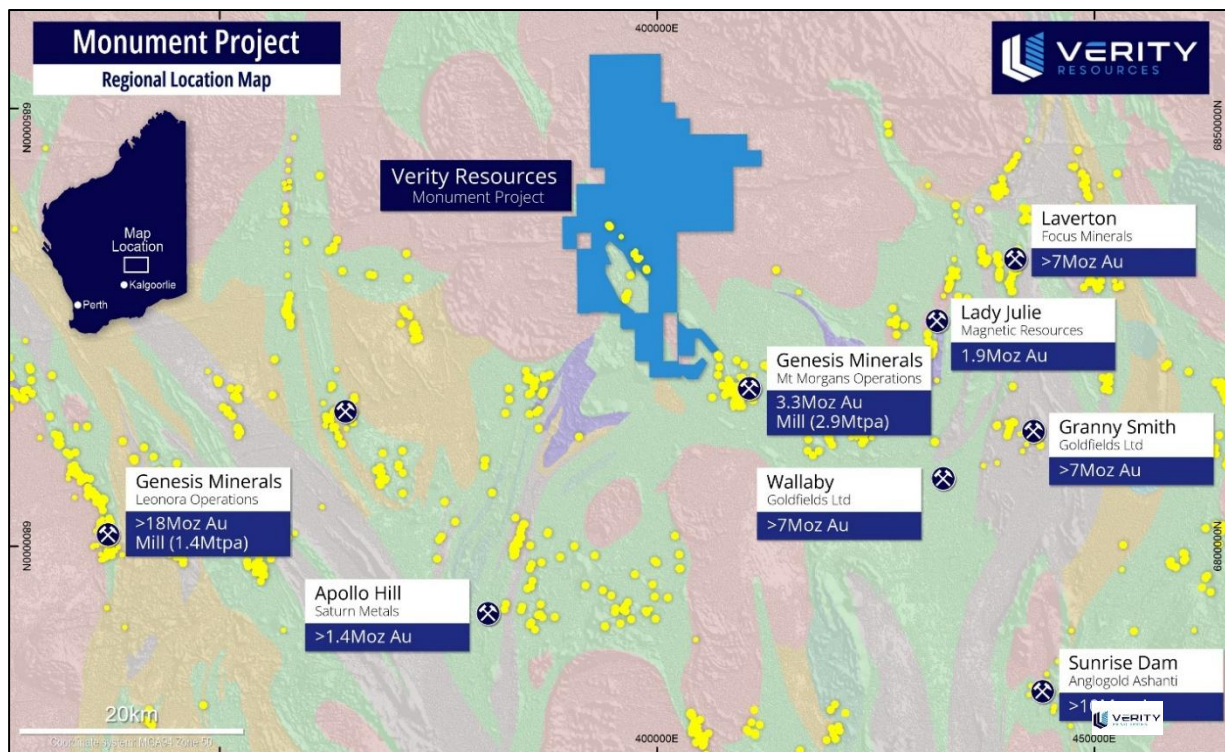 Monument Project
Regional Location Map
400000E
VERITY
RESOURCES
6850000N
6850000N
Verity Resources
Monument Project
Map
Location
Kalgoorlie
Perth
Laverton
Focus Minerals
>7Moz Au
Lady Julie
Magnetic Resources
1.9Moz Au
Genesis Minerals
Mt Morgans Operations
3.3Moz Au
Mill (2.9Mtpa)
Granny Smith
Goldfields Ltd
>7Moz Au
Wallaby
Goldfields Ltd
>7Moz Au
Genesis Minerals
Leonora Operations
>18Moz Au
Mill (1.4Mtpa)
6800000N
6800000N
Apollo Hill
Saturn Metals
>1.4Moz Au
Sunrise Dam
Anglogold Ashanti
VERITY
20km
Coordinate system: MGA94 Zone
400000E
450000E